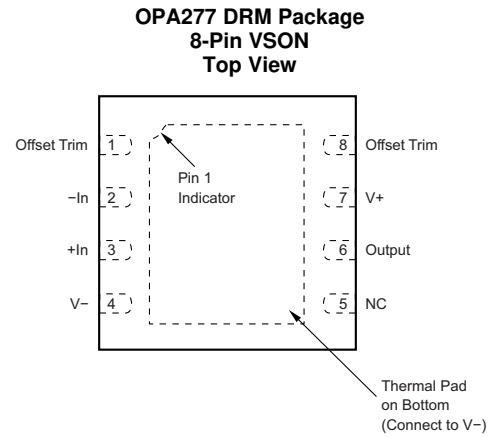 OPA277 DRM Package
8-Pin VSON
Top View
Offset Trim 1
8 Offset Trim
Pin 1
Indicator
−In 2
7 V+
+In 3
6 Output
V− 4
5 NC
Thermal Pad
on Bottom
(Connect to V−)